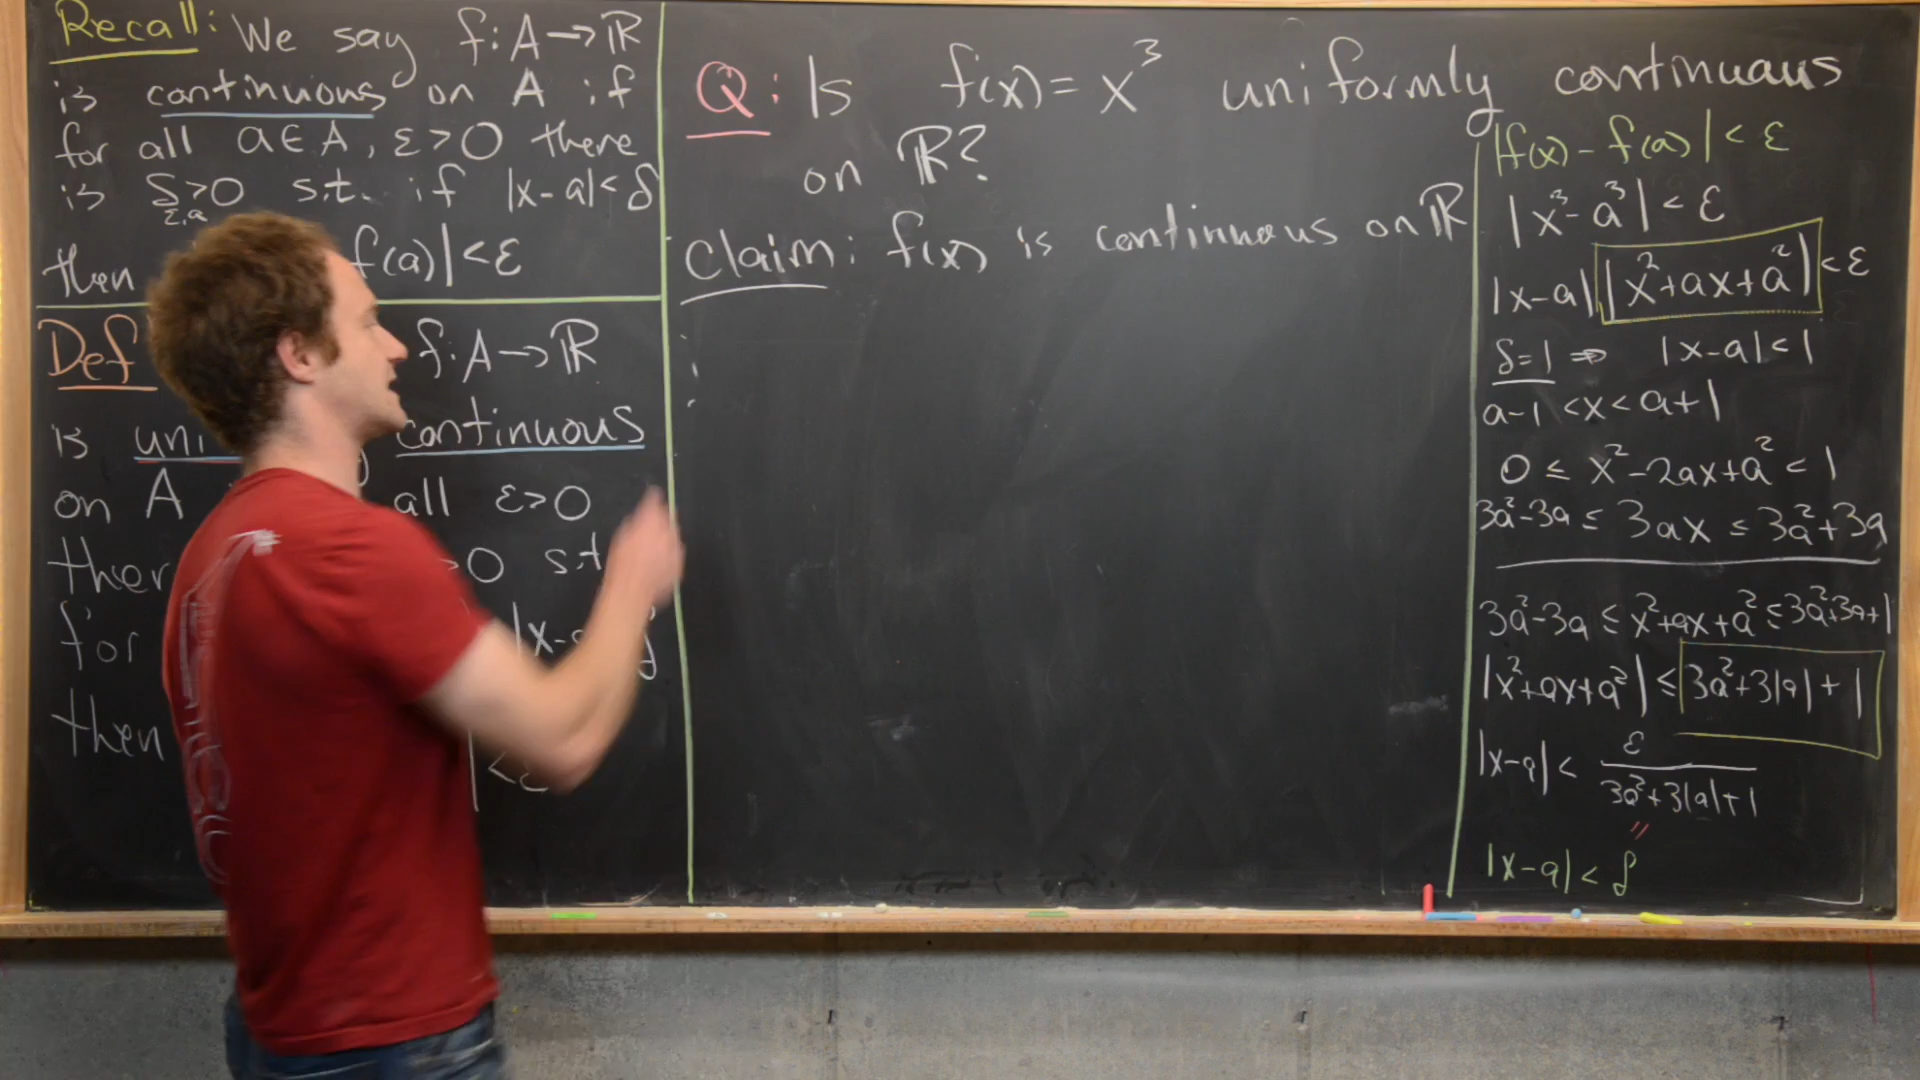 Recall: We say f: A → ℝ
is continuous on A if
for all a ∈ A, ε > 0 there
is δ > 0 s.t. if |x-a| < δ
ε,a
then f(a)| < ε
Def f: A → ℝ
is uni continuous
on A all ε > 0
ther >0 s.t
for |x-
then | <
Q: Is f(x) = x³ uniformly continuous
on ℝ?
Claim: f(x) is continuous on ℝ
|f(x) - f(a)| < ε
|x³ - a³| < ε
|x-a| |x²+ax+a²| < ε
δ=1 ⇒ |x-a| < 1
a-1 < x < a+1
0 ≤ x²-2ax+a² < 1
3a²-3a ≤ 3ax ≤ 3a²+3a
3a²-3a ≤ x²+ax+a² ≤ 3a²+3a+1
|x²+ax+a²| ≤ 3a²+3|a|+1
|x-a| < ε / 3a²+3|a|+1
"
|x-a| < δ